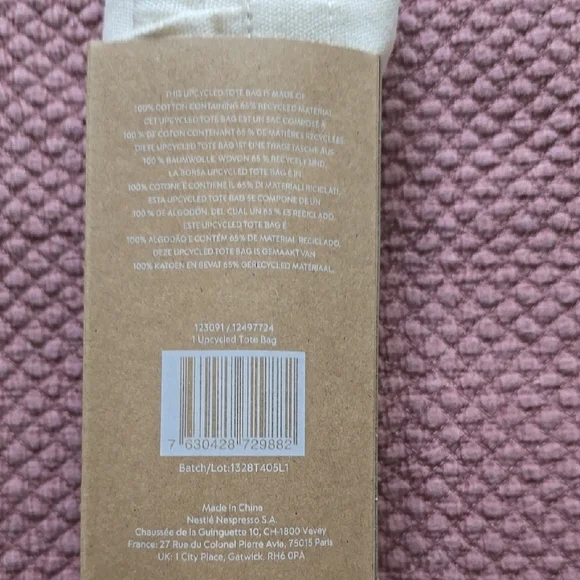 THIS UPCYCLED TOTE BAG IS MADE OF
100% COTTON CONTAINING 65% RECYCLED MATERIAL.
CET UPCYCLED TOTE BAG EST UN SAC COMPOSÉ À
100 % DE COTON CONTENANT 65 % DE MATIÈRES RECYCLÉES.
DIESE UPCYCLED TOTE BAG IST EINE TRAGETASCHE AUS
100 % BAUMWOLLE, WOVON 65 % RECYCELT SIND.
LA BORSA UPCYCLED TOTE BAG È IN
100% COTONE E CONTIENE IL 65% DI MATERIALI RICICLATI.
ESTA UPCYCLED TOTE BAG SE COMPONE DE UN
100 % DE ALGODÓN, DEL CUAL UN 65 % ES RECICLADO.
ESTE UPCYCLED TOTE BAG É
100% ALGODÃO E CONTÉM 65% DE MATERIAL RECICLADO.
DEZE UPCYCLED TOTE BAG IS GEMAAKT VAN
100% KATOEN EN BEVAT 65% GERECYCLED MATERIAAL.
123091 / 12497724
1 Upcycled Tote Bag
7 630428 729882
Batch/Lot:1328T405L1
Made in China
Nestlé Nespresso S.A.
Chaussée de la Guinguette 10, CH-1800 Vevey
France: 27 Rue du Colonel Pierre Avia, 75015 Paris
UK: 1 City Place, Gatwick, RH6 0PA